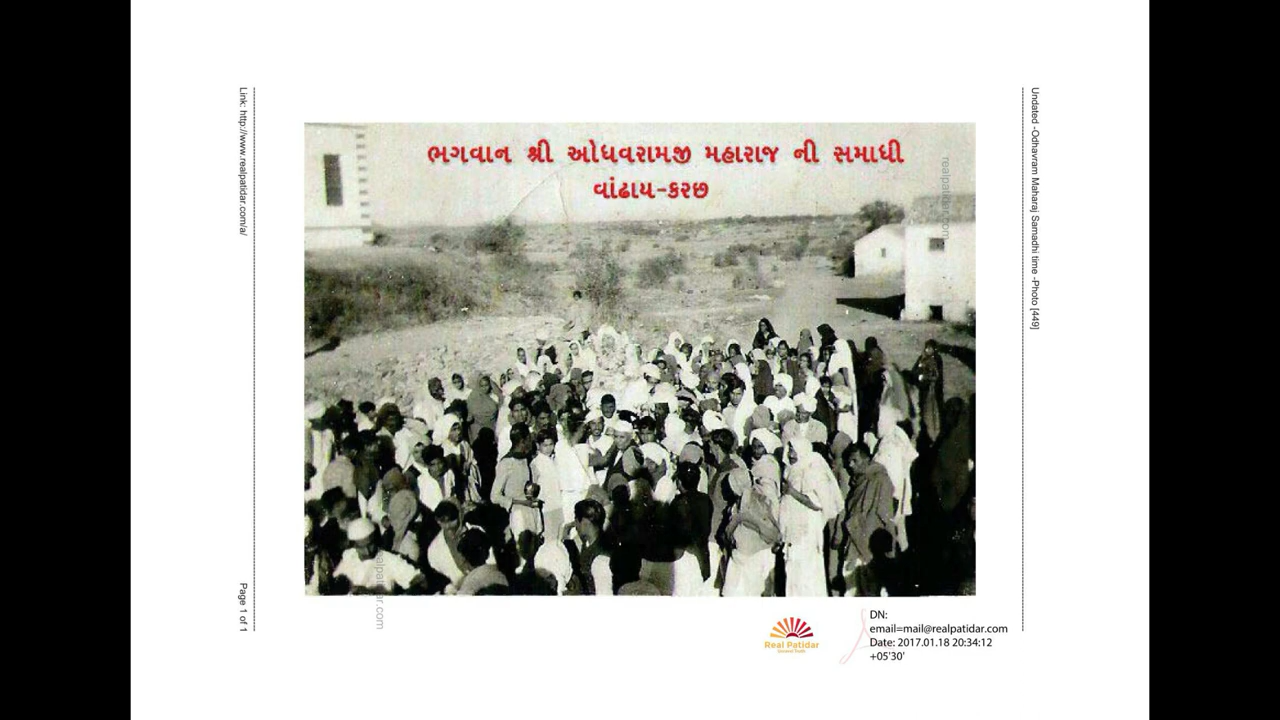 ભગવાન શ્રી ઓધવરામજી મહારાજ ની સમાધી
વાંઢાય-કચ્છ
Undated -Odhavram Maharaj Samadhi time -Photo [449]
Link: http://www.realpatidar.com/a/
Page 1 of 1
realpatidar.com
realpatidar.com
Real Patidar
General Truth
DN:
email=mail@realpatidar.com
Date: 2017.01.18 20:34:12
+05'30'